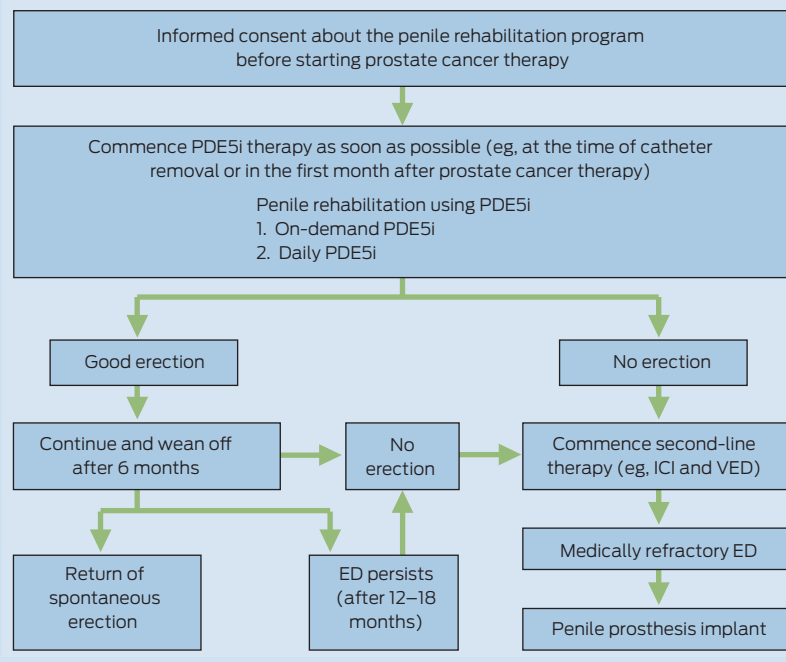 Informed consent about the penile rehabilitation program
before starting prostate cancer therapy
Commence PDE5i therapy as soon as possible (eg, at the time of catheter
removal or in the first month after prostate cancer therapy)
Penile rehabilitation using PDE5i
1. On-demand PDE5i
2. Daily PDE5i
Good erection
No erection
Continue and wean off
after 6 months
No
erection
Commence second-line
therapy (eg, ICI and VED)
Return of
spontaneous
erection
ED persists
(after 12–18
months)
Medically refractory ED
Penile prosthesis implant